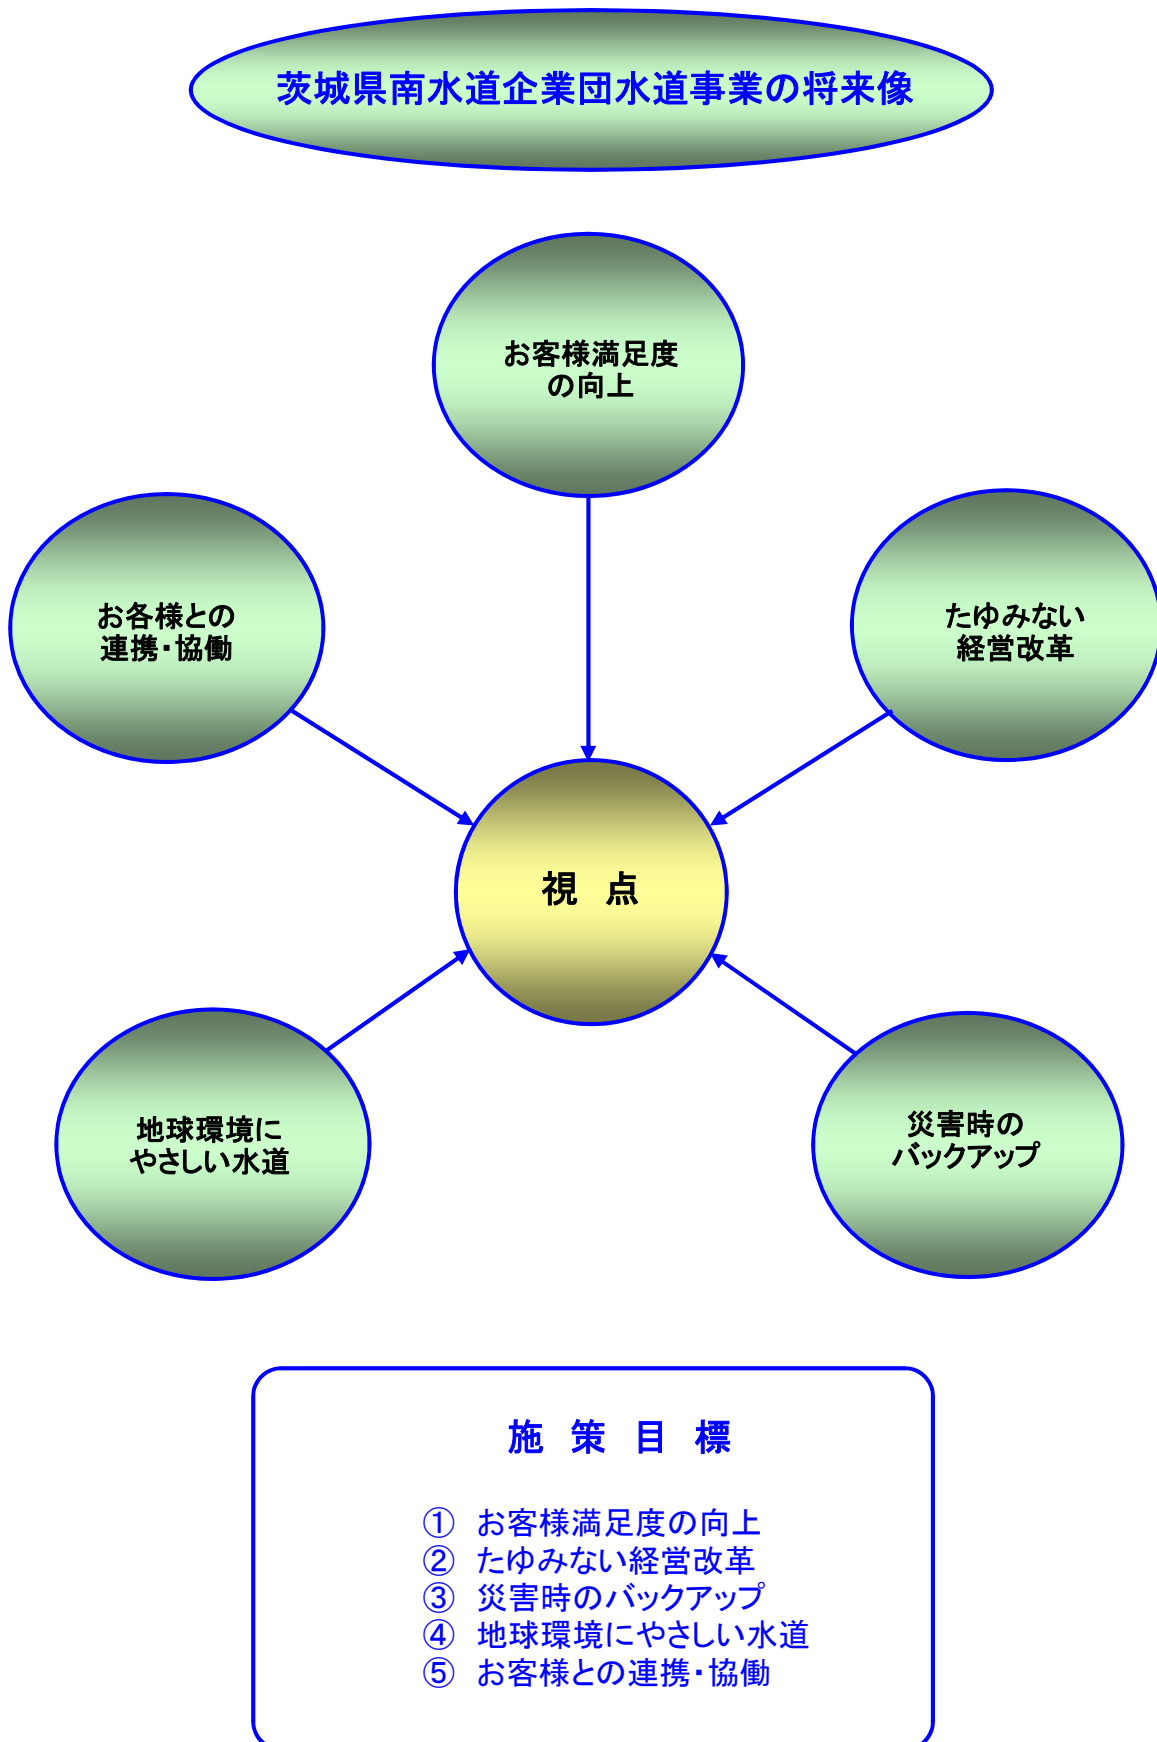 茨城県南水道企業団水道事業の将来像
お客様満足度
の向上
お各様との
連携・協働
たゆみない
経営改革
視　点
地球環境に
やさしい水道
災害時の
バックアップ
施　策　目　標
①　お客様満足度の向上
②　たゆみない経営改革
③　災害時のバックアップ
④　地球環境にやさしい水道
⑤　お客様との連携・協働